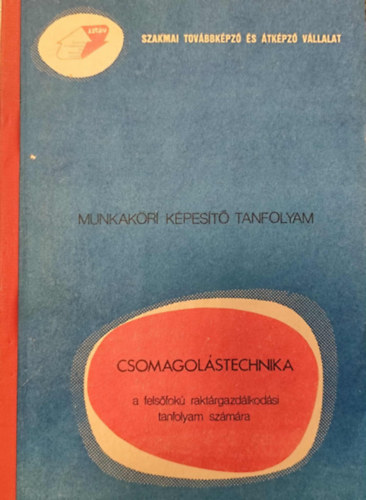 SZAKMAI TOVÁBBKÉPZŐ ÉS ÁTKÉPZŐ VÁLLALAT
MUNKAKÖRI KÉPESÍTŐ TANFOLYAM
CSOMAGOLÁSTECHNIKA
a felsőfokú raktárgazdálkodási
tanfolyam számára